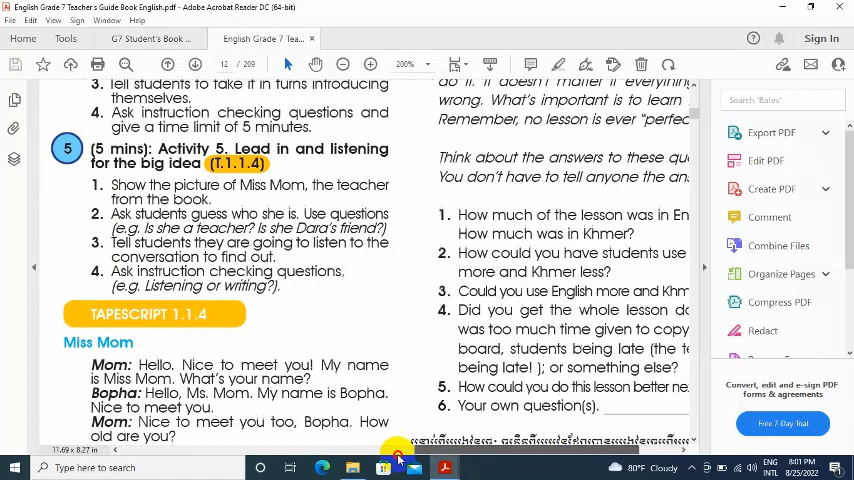 English Grade 7 Teacher's Guide Book English.pdf - Adobe Acrobat Reader DC (64-bit)
File Edit View Sign Window Help
Home Tools G7 Student's Book ... English Grade 7 Tea... × Sign In
12 / 209 200%
3. Tell students to take it in turns introducing
themselves.
4. Ask instruction checking questions and
give a time limit of 5 minutes.
5 (5 mins): Activity 5. Lead in and listening
for the big idea (T.1.1.4)
1. Show the picture of Miss Mom, the teacher
from the book.
2. Ask students guess who she is. Use questions
(e.g. Is she a teacher? Is she Dara's friend?)
3. Tell students they are going to listen to the
conversation to find out.
4. Ask instruction checking questions,
(e.g. Listening or writing?).
TAPESCRIPT 1.1.4
Miss Mom
Mom: Hello. Nice to meet you! My name
is Miss Mom. What's your name?
Bopha: Hello, Ms. Mom. My name is Bopha.
Nice to meet you.
Mom: Nice to meet you too, Bopha. How
old are you?
do it. It doesn't matter if everything
wrong. What's important is to learn
Remember, no lesson is ever "perfec
Think about the answers to these qu
You don't have to tell anyone the an
1. How much of the lesson was in En
How much was in Khmer?
2. How could you have students use
more and Khmer less?
3. Could you use English more and Khm
4. Did you get the whole lesson do
was too much time given to copy
board, students being late (the te
being late! ); or something else?
5. How could you do this lesson better ne
6. Your own question(s).
11.69 x 8.27 in
Search 'Bates'
Export PDF
Edit PDF
Create PDF
Comment
Combine Files
Organize Pages
Compress PDF
Redact
Convert, edit and e-sign PDF
forms & agreements
Free 7-Day Trial
Type here to search
80°F Cloudy
ENG
INTL
8:01 PM
8/25/2022
1